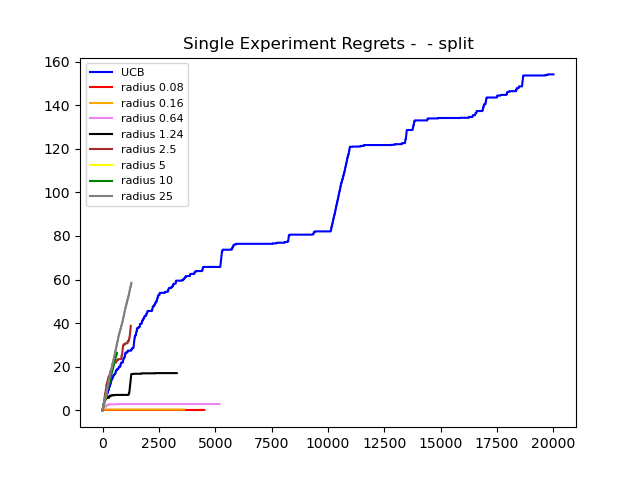 Single Experiment Regrets -  - split
160
140
120
100
80
60
40
20
0
UCB
radius 0.08
radius 0.16
radius 0.64
radius 1.24
radius 2.5
radius 5
radius 10
radius 25
0 2500 5000 7500 10000 12500 15000 17500 20000